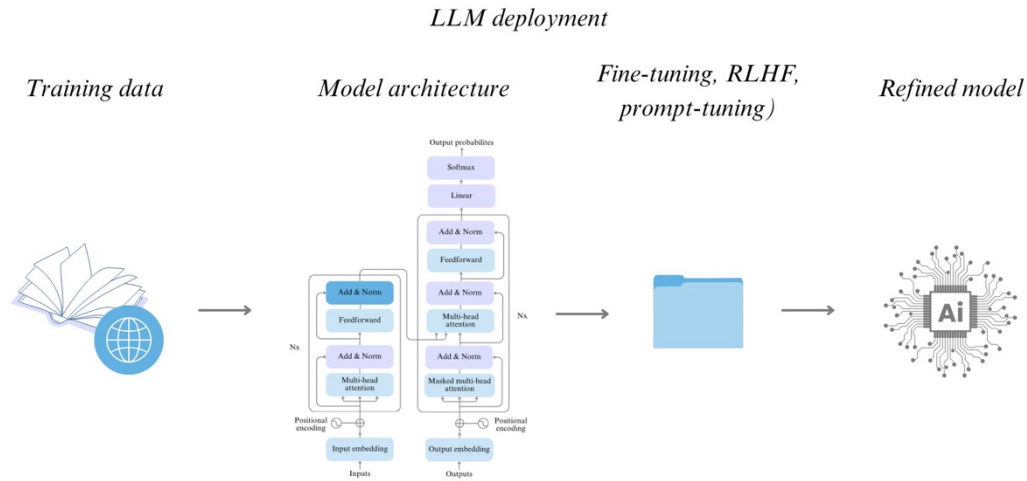 LLM deployment
Training data
Model architecture
Fine-tuning, RLHF,
prompt-tuning)
Refined model
Output probabilites
Softmax
Linear
Add & Norm
Feedforward
Add & Norm
Multi-head
attention
Nx
Add & Norm
Masked multi-head
attention
Positional
encoding
Output embedding
Outputs
Add & Norm
Feedforward
Nx
Add & Norm
Multi-head
attention
Positional
encoding
Input embedding
Inputs
Ai